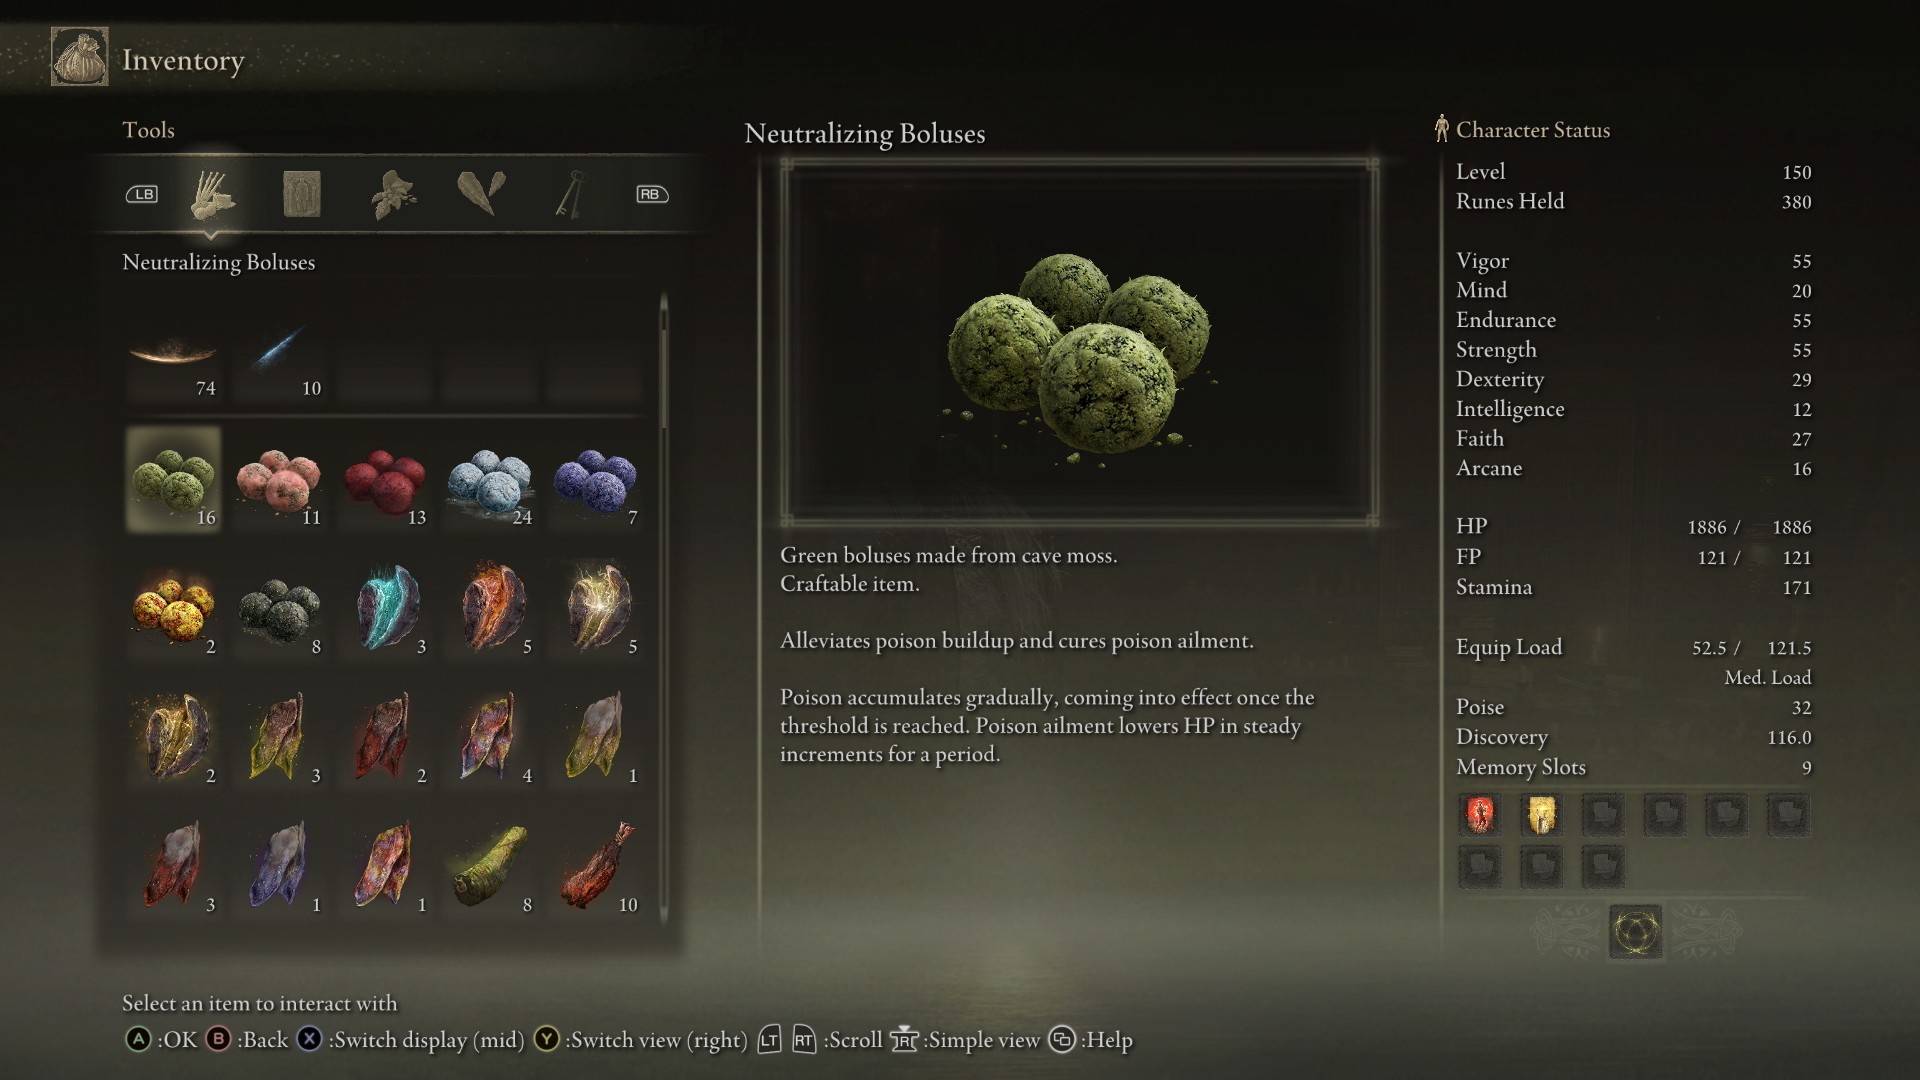 Inventory
Tools
LB
RB
Neutralizing Boluses
74 10
16 11 13 24 7
2 8 3 5 5
2 3 2 4 1
3 1 1 8 10
Neutralizing Boluses
Green boluses made from cave moss.
Craftable item.
Alleviates poison buildup and cures poison ailment.
Poison accumulates gradually, coming into effect once the
threshold is reached. Poison ailment lowers HP in steady
increments for a period.
Character Status
Level 150
Runes Held 380
Vigor 55
Mind 20
Endurance 55
Strength 55
Dexterity 29
Intelligence 12
Faith 27
Arcane 16
HP 1886 / 1886
FP 121 / 121
Stamina 171
Equip Load 52.5 / 121.5
Med. Load
Poise 32
Discovery 116.0
Memory Slots 9
Select an item to interact with
A :OK B :Back X :Switch display (mid) Y :Switch view (right) LT RT :Scroll R :Simple view :Help